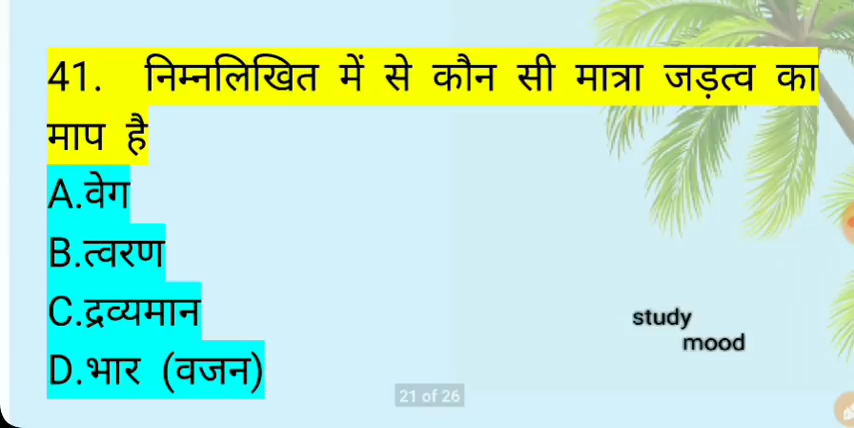 41. निम्नलिखित में से कौन सी मात्रा जड़त्व का
माप है
A.वेग
B.त्वरण
C.द्रव्यमान
D.भार (वजन)
study
mood
21 of 26